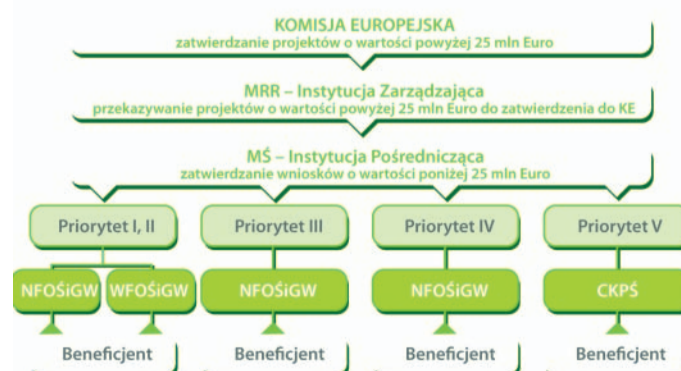 KOMISJA EUROPEJSKA
zatwierdzanie projektów o wartości powyżej 25 mln Euro
MRR – Instytucja Zarządzająca
przekazywanie projektów o wartości powyżej 25 mln Euro do zatwierdzenia do KE
MŚ – Instytucja Pośrednicząca
zatwierdzanie wniosków o wartości poniżej 25 mln Euro
Priorytet I, II Priorytet III Priorytet IV Priorytet V
NFOŚiGW WFOŚiGW NFOŚiGW NFOŚiGW CKPŚ
Beneficjent Beneficjent Beneficjent Beneficjent